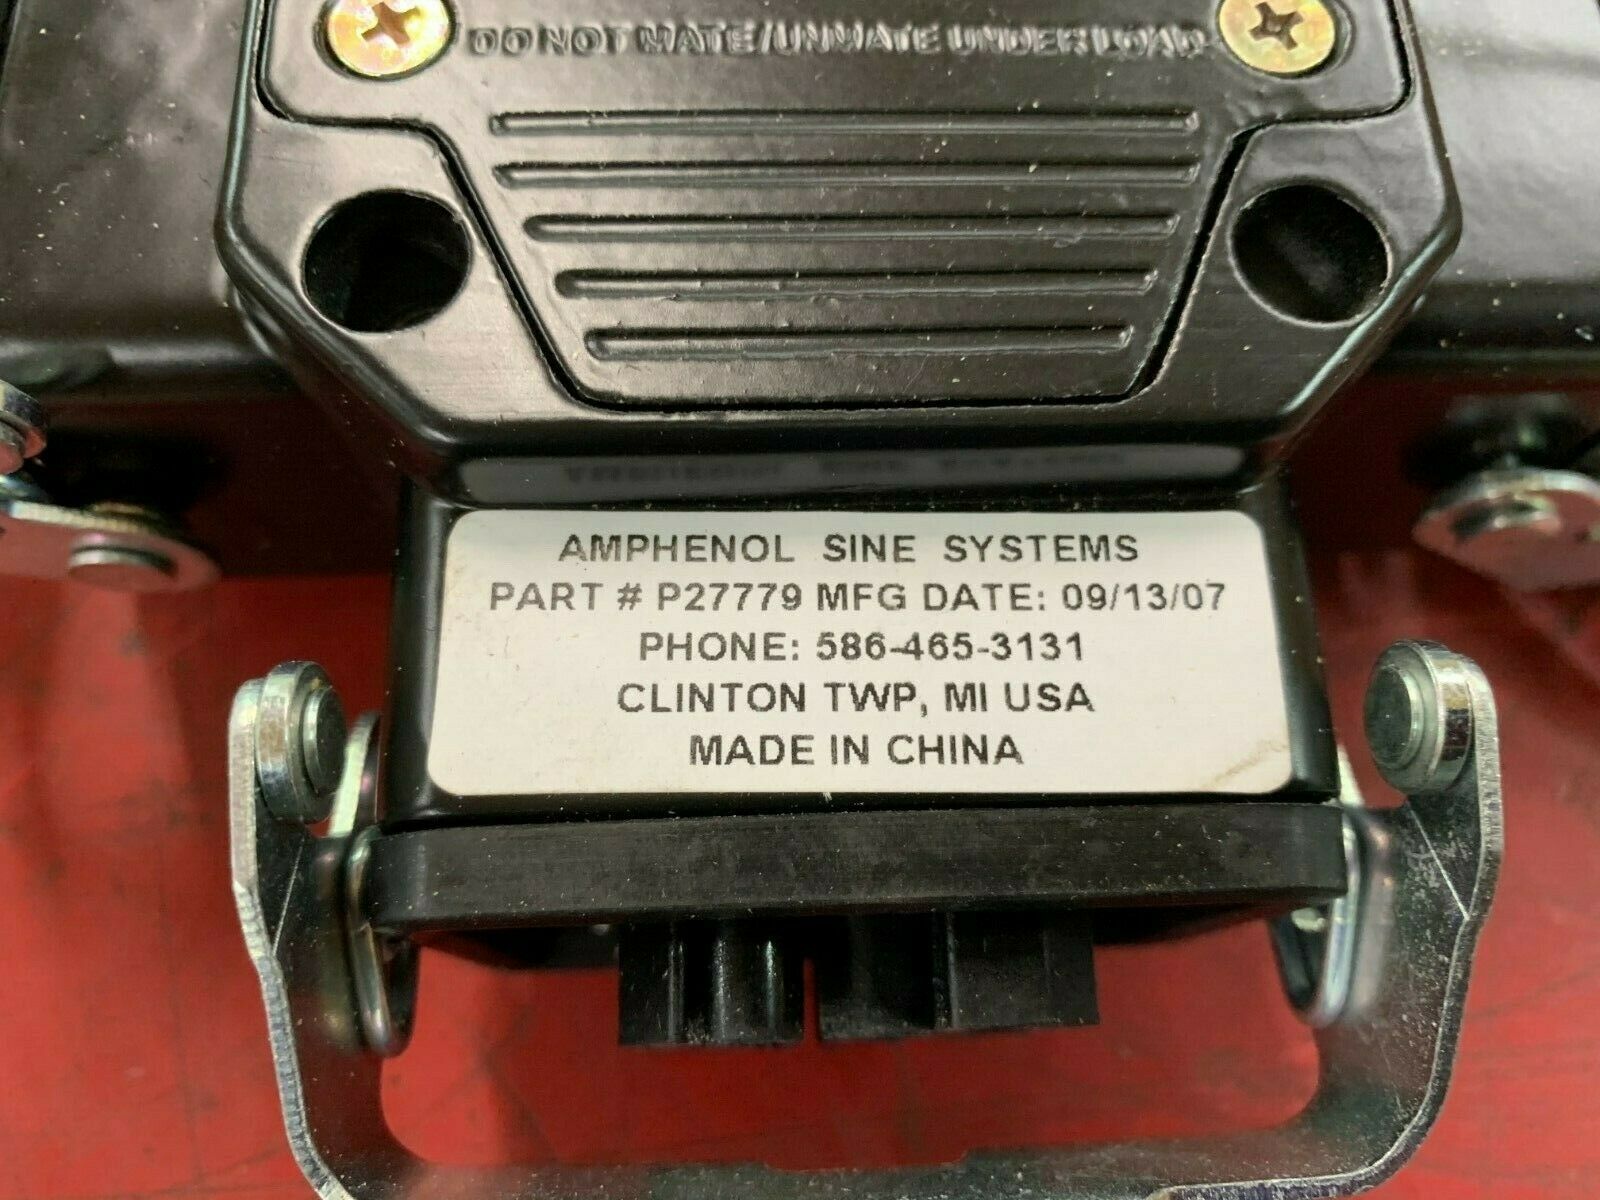 DO NOT MATE/UNMATE UNDER LOAD
AMPHENOL SINE SYSTEMS
PART # P27779 MFG DATE: 09/13/07
PHONE: 586-465-3131
CLINTON TWP, MI USA
MADE IN CHINA